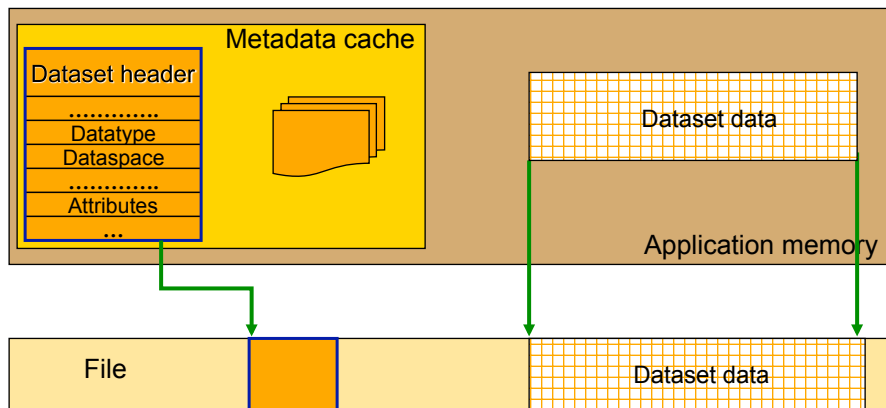 Metadata cache
Dataset header
.............
Datatype
Dataspace
.............
Attributes
...
Dataset data
Application memory
File
Dataset data